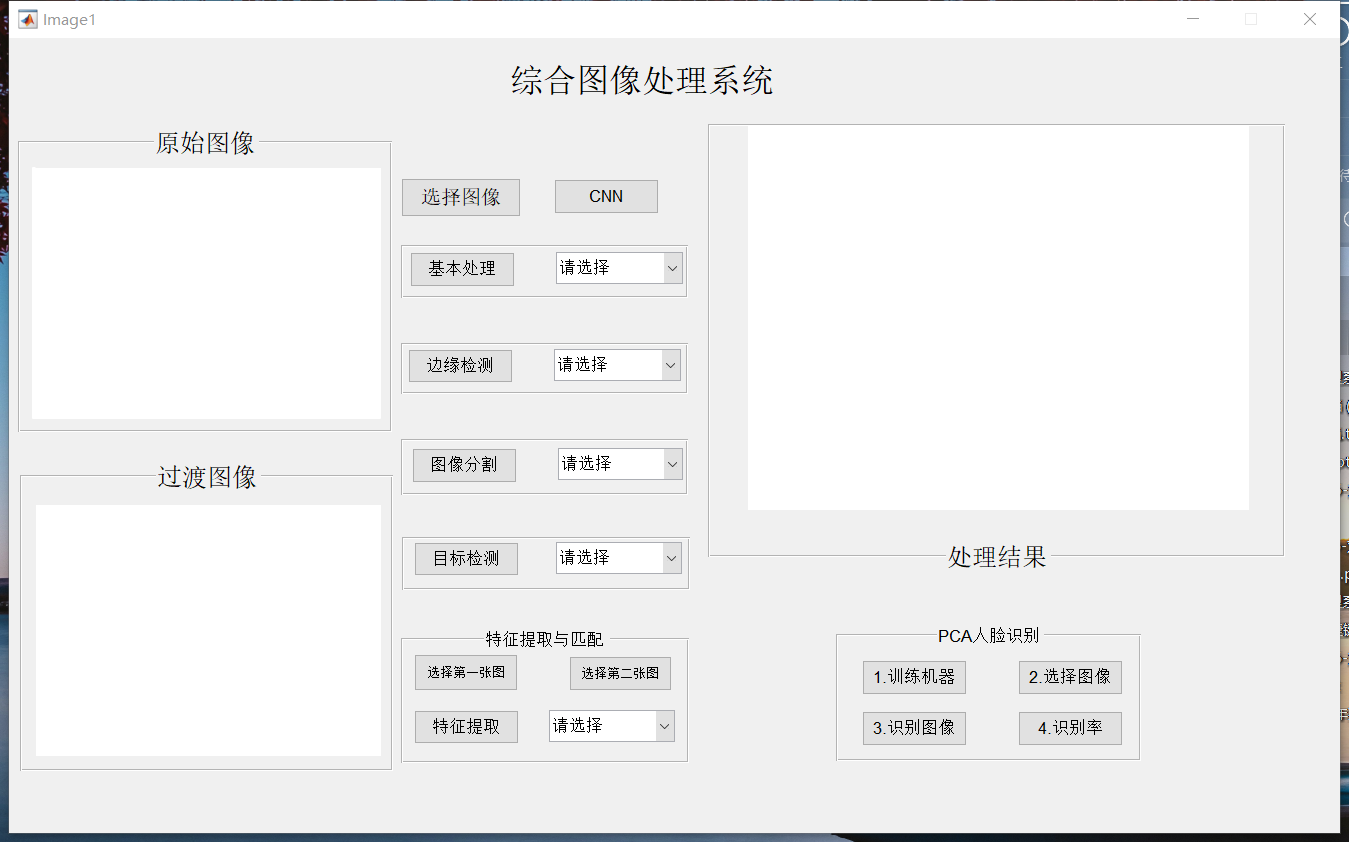 Image1
综合图像处理系统
原始图像
选择图像
CNN
基本处理
请选择
边缘检测
请选择
图像分割
请选择
目标检测
请选择
过渡图像
特征提取与匹配
选择第一张图
选择第二张图
特征提取
请选择
处理结果
PCA人脸识别
1.训练机器
2.选择图像
3.识别图像
4.识别率